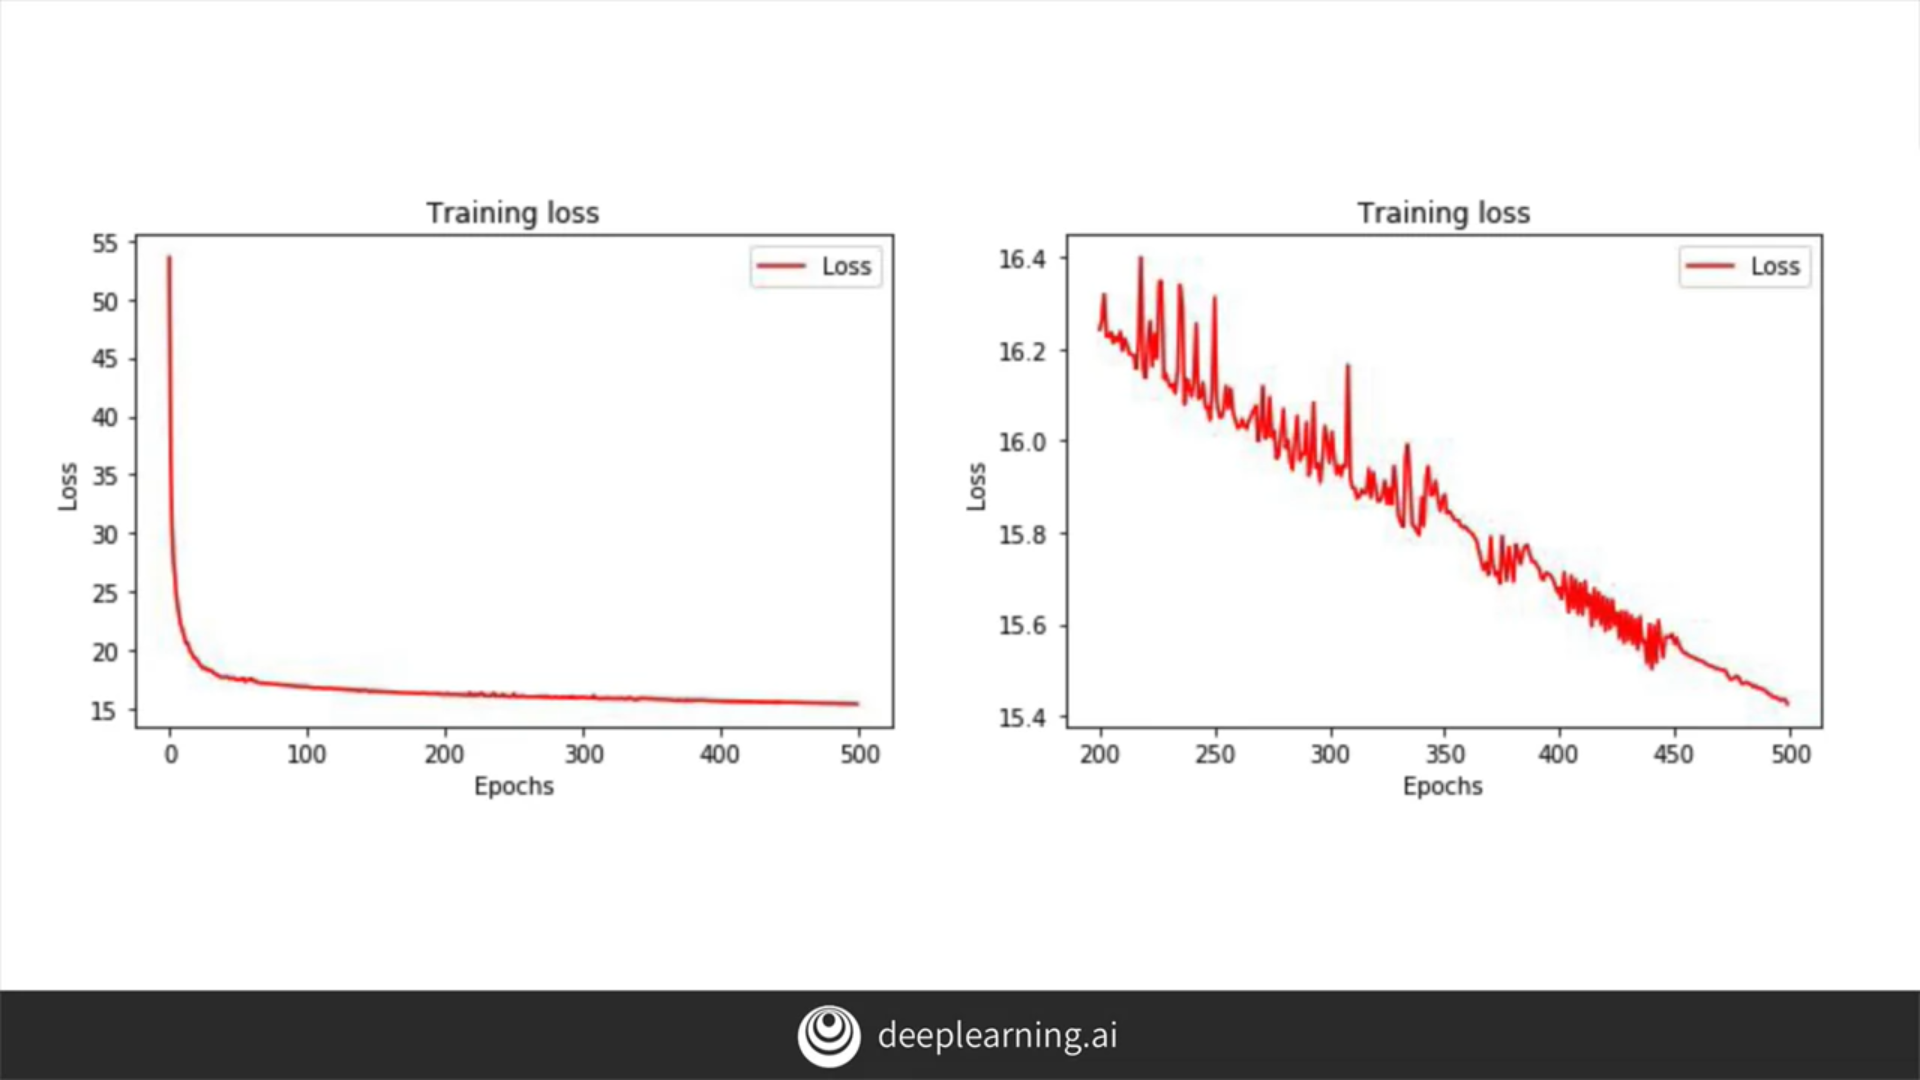 Training loss
Loss
55
50
45
40
35
30
25
20
15
Loss
0 100 200 300 400 500
Epochs
Training loss
Loss
16.4
16.2
16.0
15.8
15.6
15.4
Loss
200 250 300 350 400 450 500
Epochs
deeplearning.ai